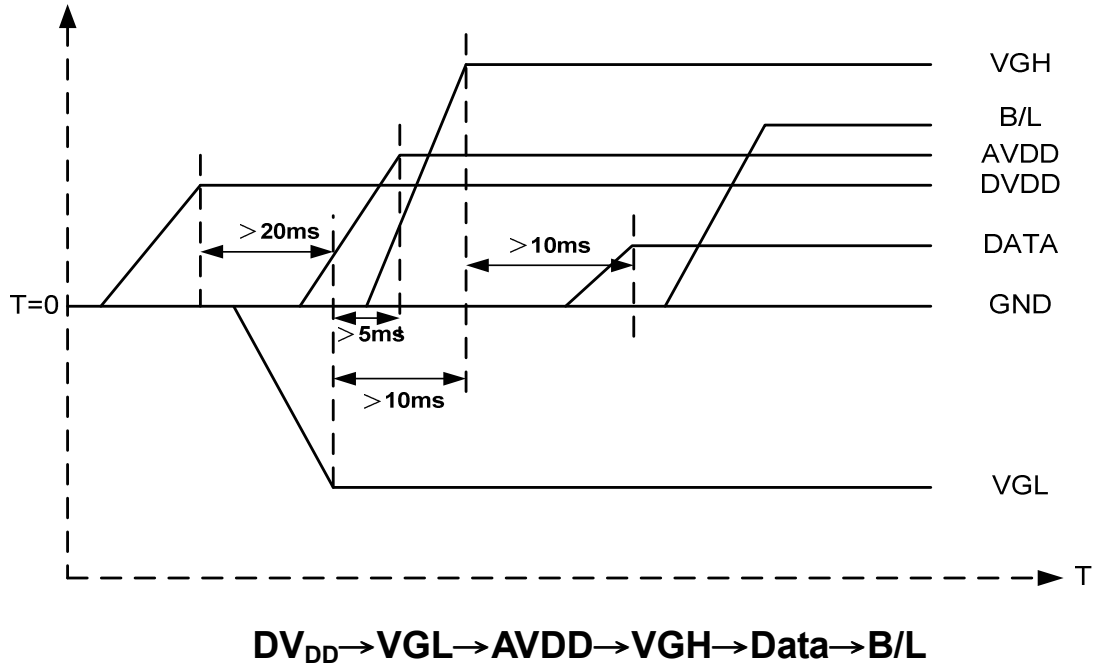 VGH
B/L
AVDD
DVDD
>20ms
>10ms
DATA
T=0
GND
>5ms
>10ms
VGL
T
DVDD→VGL→AVDD→VGH→Data→B/L